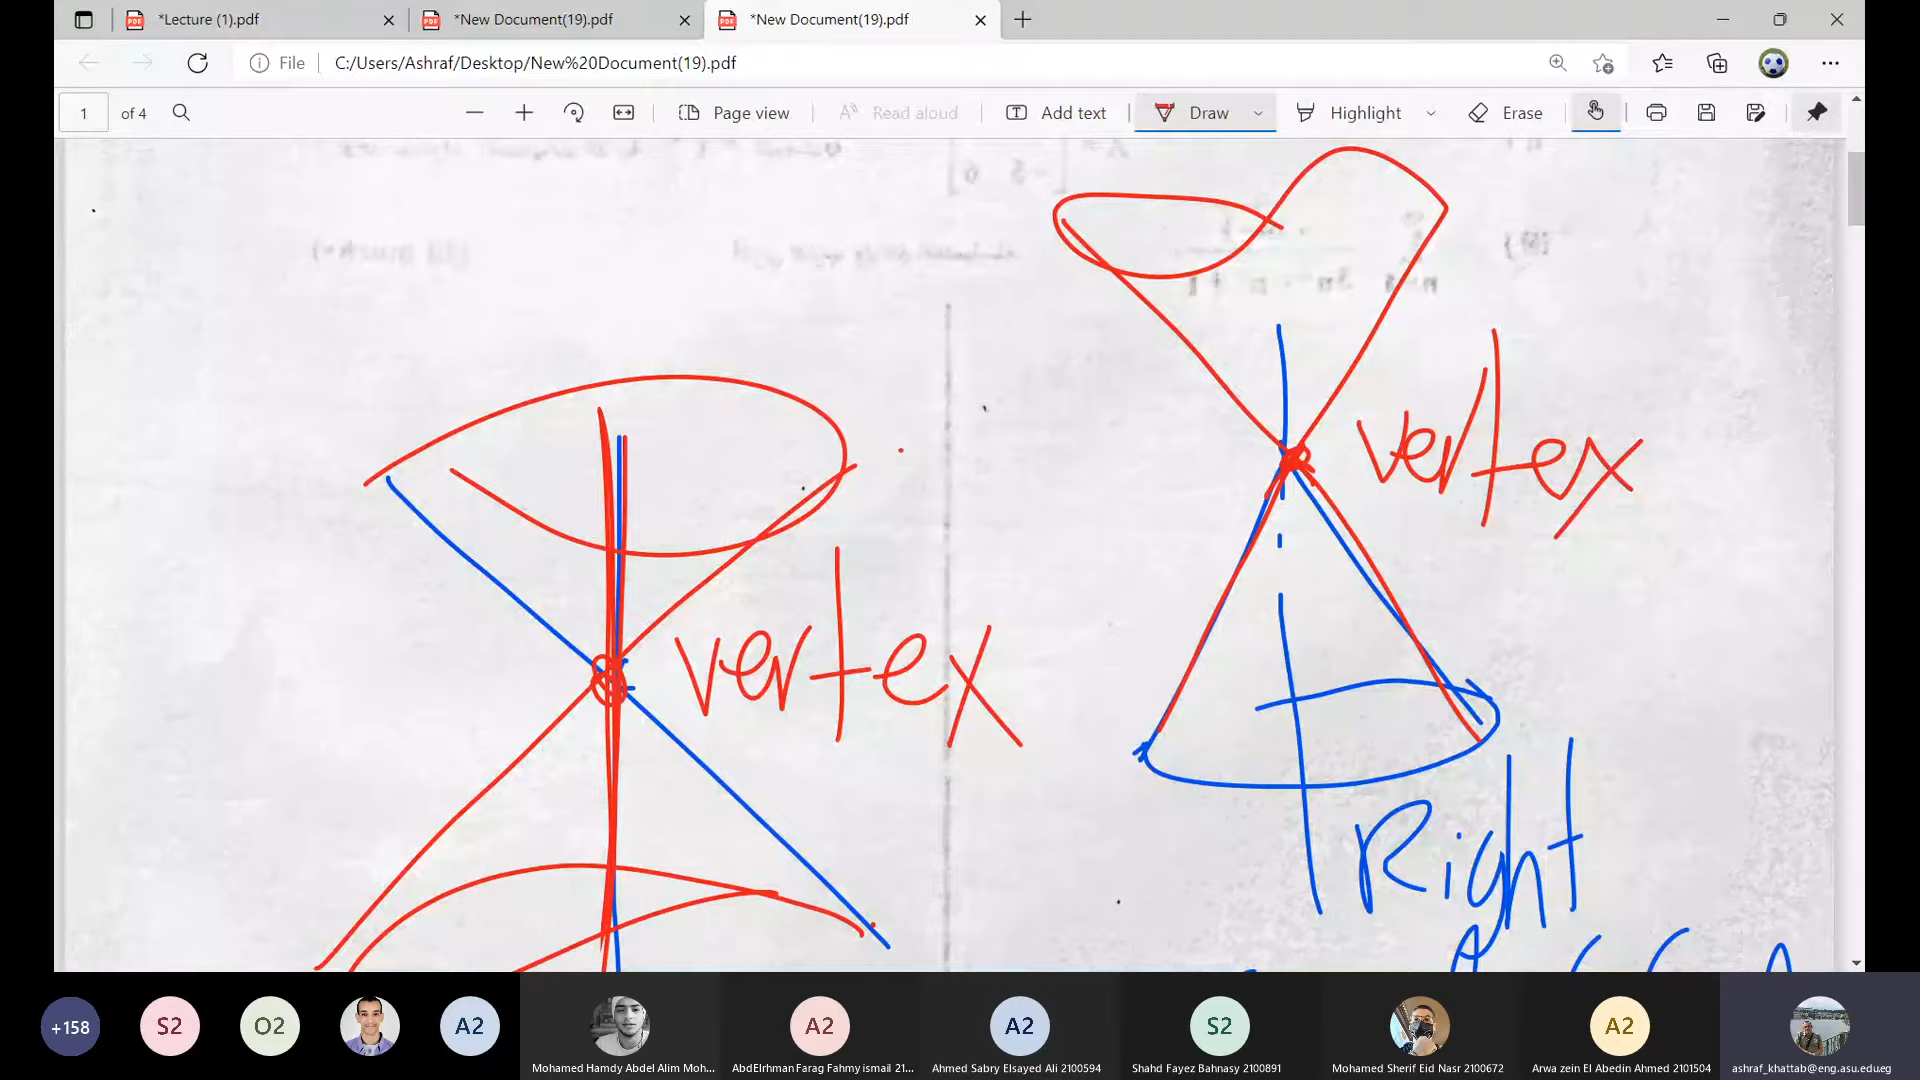 *Lecture (1).pdf
*New Document(19).pdf
*New Document(19).pdf
File
C:/Users/Ashraf/Desktop/New%20Document(19).pdf
1 of 4
Page view
Read aloud
Add text
Draw
Highlight
Erase
vertex
vertex
Right
+158
S2
O2
A2
A2
A2
S2
A2
Mohamed Hamdy Abdel Alim Moh...
AbdElrhman Farag Fahmy ismail 21...
Ahmed Sabry Elsayed Ali 2100594
Shahd Fayez Bahnasy 2100891
Mohamed Sherif Eid Nasr 2100672
Arwa zein El Abedin Ahmed 2101504
ashraf_khattab@eng.asu.edu.eg